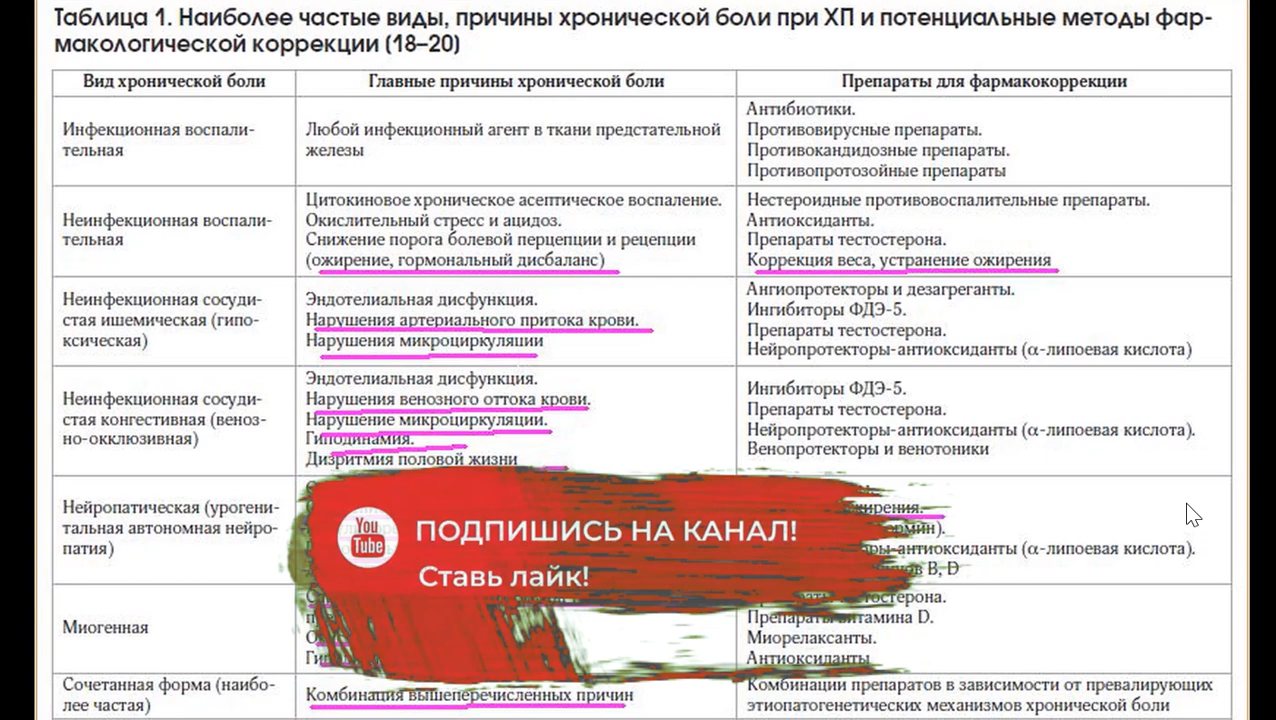 Таблица 1. Наиболее частые виды, причины хронической боли при ХП и потенциальные методы фар-
макологической коррекции (18–20)
Вид хронической боли
Главные причины хронической боли
Препараты для фармакокоррекции
Инфекционная воспали-
тельная
Любой инфекционный агент в ткани предстательной
железы
Антибиотики.
Противовирусные препараты.
Противокандидозные препараты.
Противопротозойные препараты
Неинфекционная воспали-
тельная
Цитокиновое хроническое асептическое воспаление.
Окислительный стресс и ацидоз.
Снижение порога болевой перцепции и рецепции
(ожирение, гормональный дисбаланс)
Нестероидные противовоспалительные препараты.
Антиоксиданты.
Препараты тестостерона.
Коррекция веса, устранение ожирения
Неинфекционная сосуди-
стая ишемическая (гипо-
ксическая)
Эндотелиальная дисфункция.
Нарушения артериального притока крови.
Нарушения микроциркуляции
Ангиопротекторы и дезагреганты.
Ингибиторы ФДЭ-5.
Препараты тестостерона.
Нейропротекторы-антиоксиданты (α-липоевая кислота)
Неинфекционная сосуди-
стая конгестивная (веноз-
но-окклюзивная)
Эндотелиальная дисфункция.
Нарушения венозного оттока крови.
Нарушение микроциркуляции.
Гиподинамия.
Дизритмия половой жизни
Ингибиторы ФДЭ-5.
Препараты тестостерона.
Нейропротекторы-антиоксиданты (α-липоевая кислота).
Венопротекторы и венотоники
Нейропатическая (урогени-
тальная автономная нейро-
патия)
You
Tube
ПОДПИШИСЬ НА КАНАЛ!
Ставь лайк!
(α-липоевая кислота).
B, D
Миогенная
Препараты тестостерона.
Препараты витамина D.
Миорелаксанты.
Антиоксиданты
Сочетанная форма (наибо-
лее частая)
Комбинация вышеперечисленных причин
Комбинации препаратов в зависимости от превалирующих
этиопатогенетических механизмов хронической боли